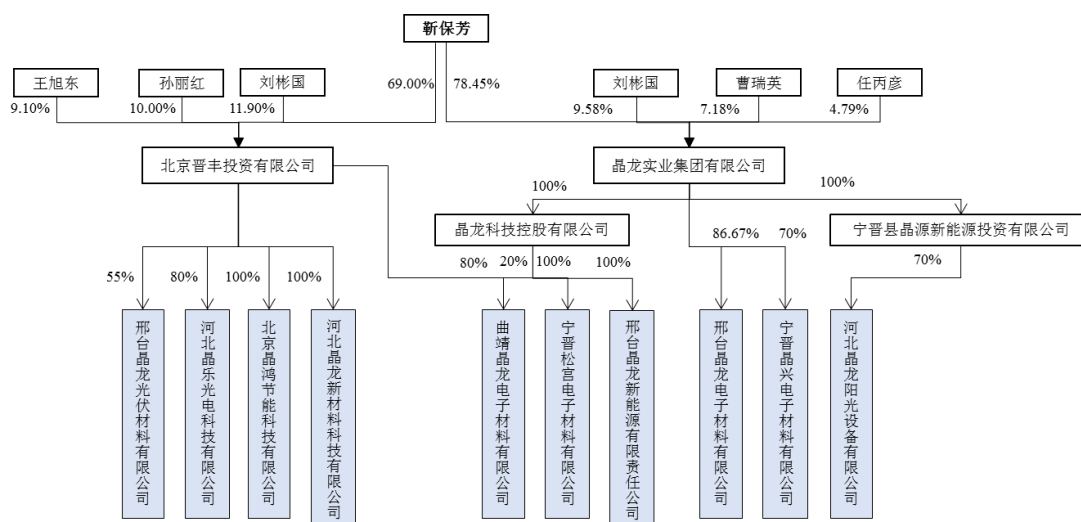 靳保芳
69.00%
78.45%
王旭东
孙丽红
刘彬国
刘彬国
曹瑞英
任丙彦
9.10%
10.00%
11.90%
9.58%
7.18%
4.79%
北京晋丰投资有限公司
晶龙实业集团有限公司
100%
100%
晶龙科技控股有限公司
宁晋县晶源新能源投资有限公司
55%
80%
100%
100%
80%
20%
100%
100%
86.67%
70%
70%
邢台晶龙光伏材料有限公司
河北晶乐光电科技有限公司
北京晶鸿节能科技有限公司
河北晶龙新材料科技有限公司
曲靖晶龙电子材料有限公司
宁晋松宫电子材料有限公司
邢台晶龙新能源有限责任公司
邢台晶龙电子材料有限公司
宁晋晶兴电子材料有限公司
河北晶龙阳光设备有限公司